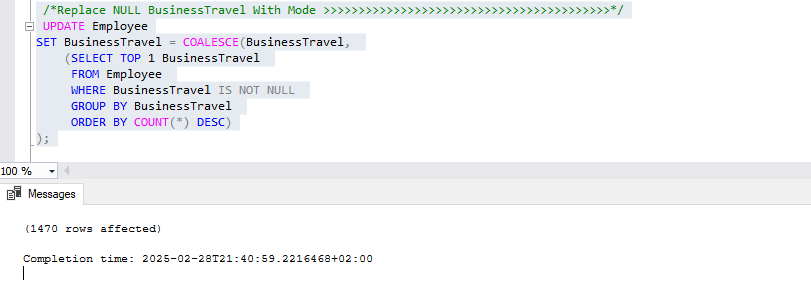 /*Replace NULL BusinessTravel With Mode >>>>>>>>>>>>>>>>>>>>>>>>>>>>>>>>>>>>>>>>>*/
UPDATE Employee
SET BusinessTravel = COALESCE(BusinessTravel,
(SELECT TOP 1 BusinessTravel
FROM Employee
WHERE BusinessTravel IS NOT NULL
GROUP BY BusinessTravel
ORDER BY COUNT(*) DESC)
);
100 %
Messages
(1470 rows affected)
Completion time: 2025-02-28T21:40:59.2216468+02:00